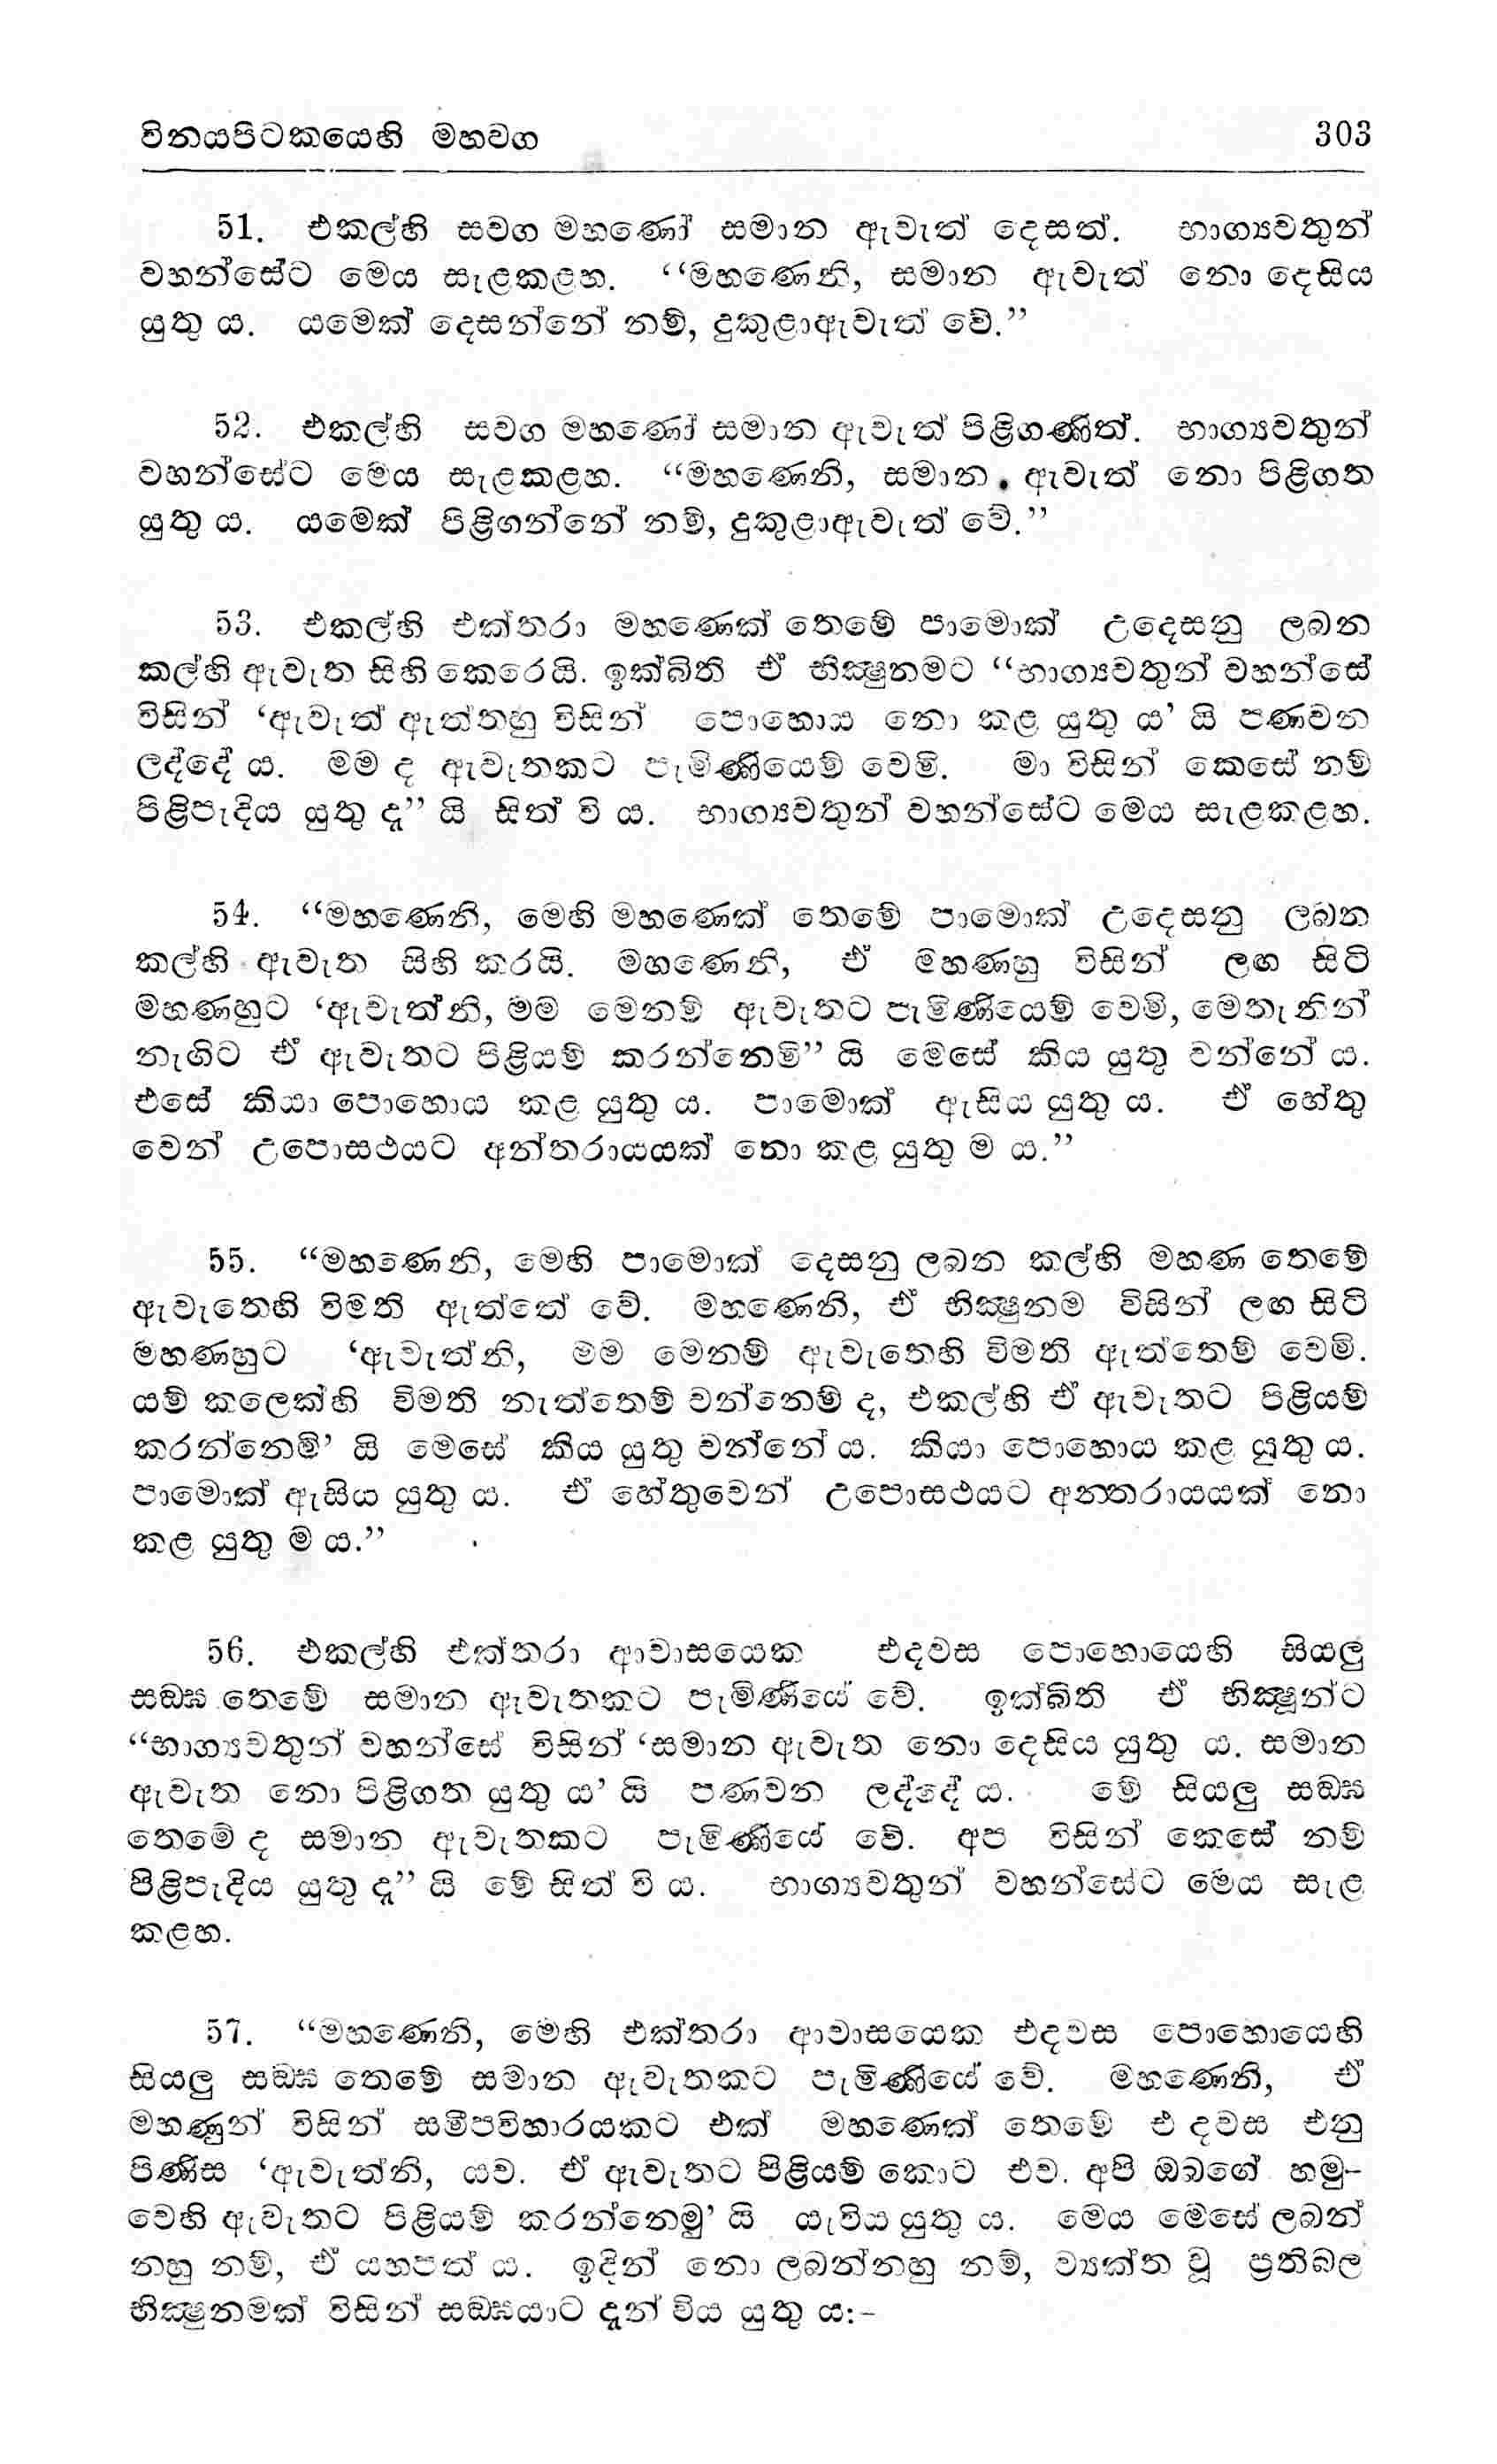 විනයපිටකයෙහි මහවග 303
51. එකල්හි සවග මහණෝ සමාන ඇවැත් දෙසත්. භාග්‍යවතුන්
වහන්සේට මෙය සැළකළහ. “මහණෙනි, සමාන ඇවැත් නො දෙසිය
යුතු ය. යමෙක් දෙසන්නේ නම්, දුකුළාඇවැත් වේ.”
52. එකල්හි සවග මහණෝ සමාන ඇවැත් පිළිගණිත්. භාග්‍යවතුන්
වහන්සේට මෙය සැළකළහ. “මහණෙනි, සමාන ඇවැත් නො පිළිගත
යුතු ය. යමෙක් පිළිගන්නේ නම්, දුකුළාඇවැත් වේ.”
53. එකල්හි එක්තරා මහණෙක් තෙමේ පාමොක් උදෙසනු ලබන
කල්හි ඇවැත සිහි කෙරෙයි. ඉක්බිති ඒ භික්‍ෂුනමට “භාග්‍යවතුන් වහන්සේ
විසින් ‘ඇවැත් ඇත්තහු විසින් පොහොය නො කළ යුතු ය’ යි පණවන
ලද්දේ ය. මම ද ඇවැතකට පැමිණියෙම් වෙමි. මා විසින් කෙසේ නම්
පිළිපැදිය යුතු දැ” යි සිත් වි ය. භාග්‍යවතුන් වහන්සේට මෙය සැළකළහ.
54. “මහණෙනි, මෙහි මහණෙක් තෙමේ පාමොක් උදෙසනු ලබන
කල්හි ඇවැත සිහි කරයි. මහණෙනි, ඒ මහණහු විසින් ලඟ සිටි
මහණහුට ‘ඇවැත්නි, මම මෙනම් ඇවැතට පැමිණියෙම් වෙමි, මෙතැනින්
නැගිට ඒ ඇවැතට පිළියම් කරන්නෙමි” යි මෙසේ කිය යුතු වන්නේ ය.
එසේ කියා පොහොය කළ යුතු ය. පාමොක් ඇසිය යුතු ය. ඒ හේතු
වෙන් උපොසථයට අන්තරායයක් නො කළ යුතු ම ය.”
55. “මහණෙනි, මෙහි පාමොක් දෙසනු ලබන කල්හි මහණ තෙමේ
ඇවැතෙහි විමති ඇත්තේ වේ. මහණෙනි, ඒ භික්‍ෂුනම විසින් ලඟ සිටි
මහණහුට ‘ඇවැත්නි, මම මෙනම් ඇවැතෙහි විමති ඇත්තෙම් වෙමි.
යම් කලෙක්හි විමති නැත්තෙම් වන්නෙම් ද, එකල්හි ඒ ඇවැතට පිළියම්
කරන්නෙමි’ යි මෙසේ කිය යුතු වන්නේ ය. කියා පොහොය කළ යුතු ය.
පාමොක් ඇසිය යුතු ය. ඒ හේතුවෙන් උපොසථයට අන්තරායයක් නො
කළ යුතු ම ය.”
56. එකල්හි එක්තරා ආවාසයෙක එදවස පොහොයෙහි සියලු
සඞ්ඝ තෙමේ සමාන ඇවැතකට පැමිණියේ වේ. ඉක්බිති ඒ භික්‍ෂූන්ට
“භාග්‍යවතුන් වහන්සේ විසින් ‘සමාන ඇවැත නො දෙසිය යුතු ය. සමාන
ඇවැත නො පිළිගත යුතු ය’ යි පණවන ලද්දේ ය. මේ සියලු සඞ්ඝ
තෙමේ ද සමාන ඇවැතකට පැමිණියේ වේ. අප විසින් කෙසේ නම්
පිළිපැදිය යුතු දැ” යි මේ සිත් වි ය. භාග්‍යවතුන් වහන්සේට මෙය සැළ
කළහ.
57. “මහණෙනි, මෙහි එක්තරා ආවාසයෙක එදවස පොහොයෙහි
සියලු සඞ්ඝ තෙමේ සමාන ඇවැතකට පැමිණියේ වේ. මහණෙනි, ඒ
මහණුන් විසින් සමීපවිහාරයකට එක් මහණෙක් තෙමේ එ දවස එනු
පිණිස ‘ඇවැත්නි, යව. ඒ ඇවැතට පිළියම් කොට එව. අපි ඔබගේ හමු-
වෙහි ඇවැතට පිළියම් කරන්නෙමු’ යි යැවිය යුතු ය. මෙය මෙසේ ලබන්
නහු නම්, ඒ යහපත් ය. ඉදින් නො ලබන්නහු නම්, ව්‍යක්ත වූ ප්‍රතිබල
භික්‍ෂුනමක් විසින් සඞ්ඝයාට දැන් විය යුතු ය:-